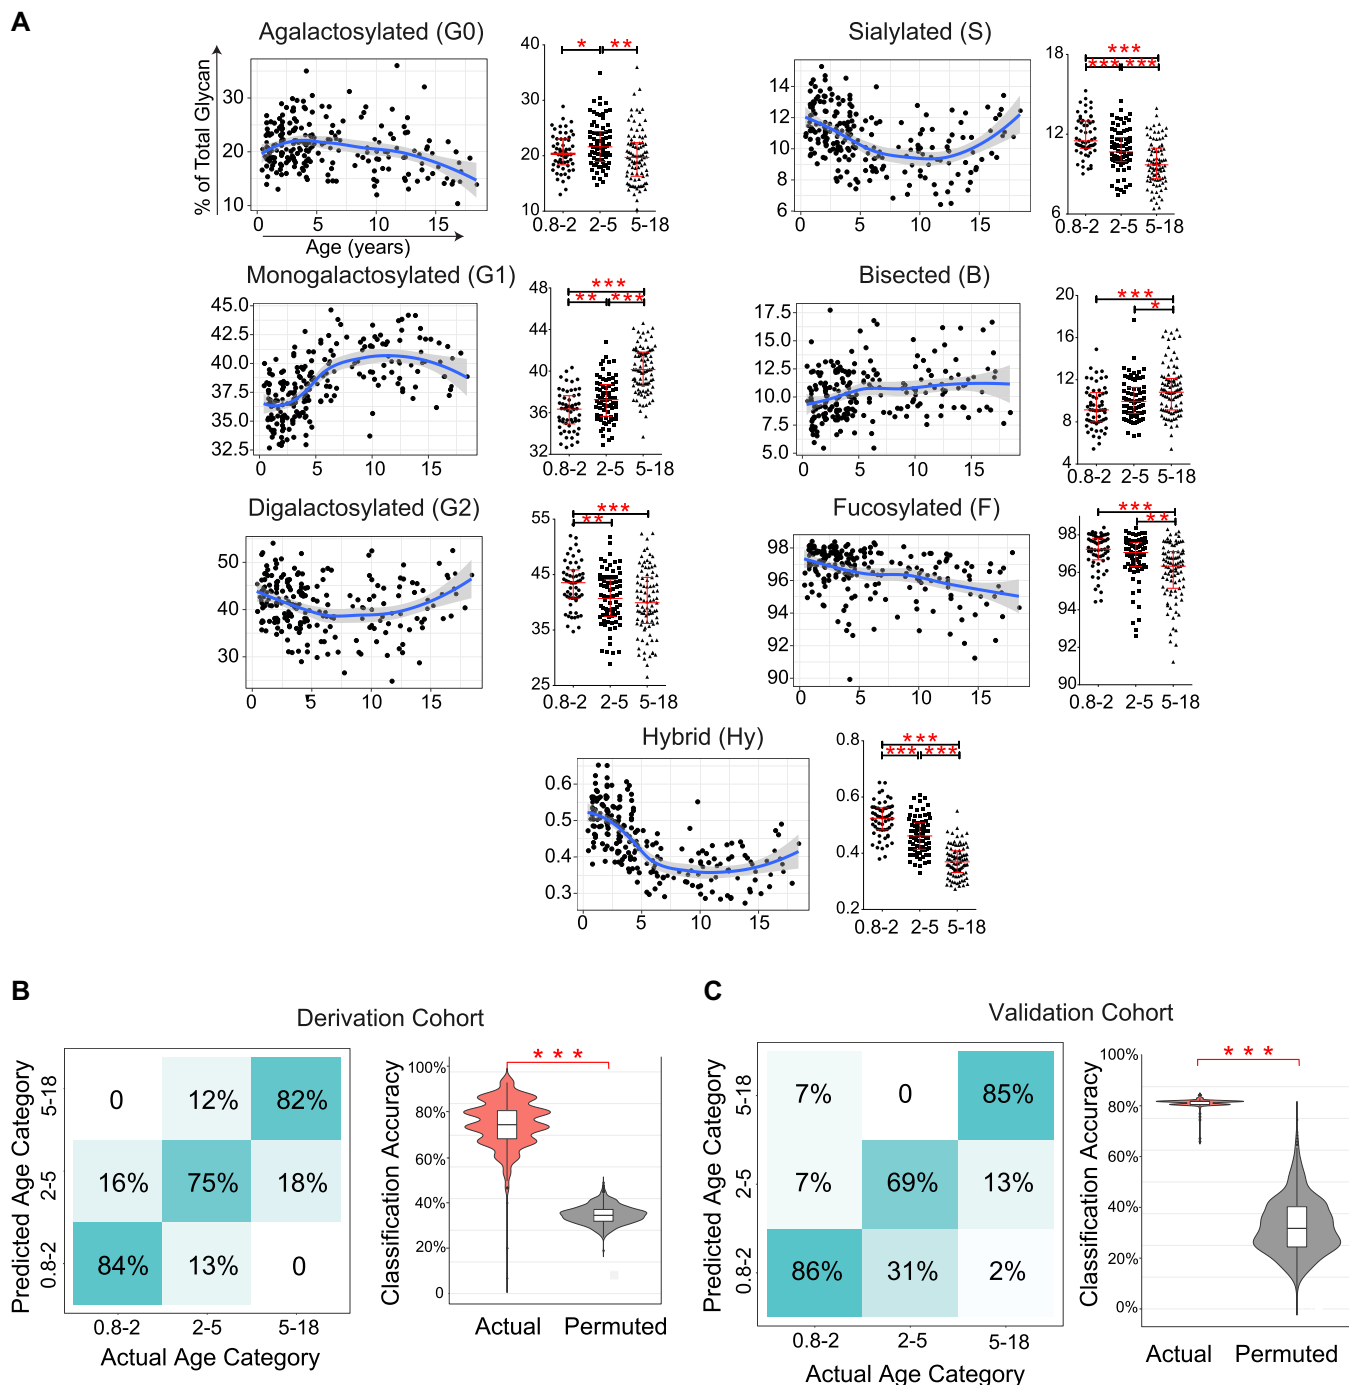 A
Agalactosylated (G0)
% of Total Glycan
30
20
10
0
5
10
15
Age (years)
40
30
20
10
* **
0.8-2 2-5 5-18
Sialylated (S)
14
12
10
8
6
0 5 10 15
18
12
6
***
*** ***
0.8-2 2-5 5-18
Monogalactosylated (G1)
45.0
42.5
40.0
37.5
35.0
32.5
0 5 10 15
48
44
40
36
32
***
** ***
0.8-2 2-5 5-18
Bisected (B)
17.5
15.0
12.5
10.0
7.5
5.0
0 5 10 15
20
16
12
8
4
***
*
0.8-2 2-5 5-18
Digalactosylated (G2)
50
40
30
0 5 10 15
55
45
35
25
***
**
0.8-2 2-5 5-18
Fucosylated (F)
98
96
94
92
90
0 5 10 15
98
96
94
92
90
***
**
0.8-2 2-5 5-18
Hybrid (Hy)
0.6
0.5
0.4
0.3
0 5 10 15
0.8
0.6
0.4
0.2
***
*** ***
0.8-2 2-5 5-18
B
Derivation Cohort
Predicted Age Category
5-18
2-5
0.8-2
0 12% 82%
16% 75% 18%
84% 13% 0
0.8-2 2-5 5-18
Actual Age Category
Classification Accuracy
100%
80%
60%
40%
20%
0
* * *
Actual Permuted
C
Validation Cohort
Predicted Age Category
5-18
2-5
0.8-2
7% 0 85%
7% 69% 13%
86% 31% 2%
0.8-2 2-5 5-18
Actual Age Category
Classification Accuracy
100%
80%
60%
40%
20%
0%
* * *
Actual Permuted